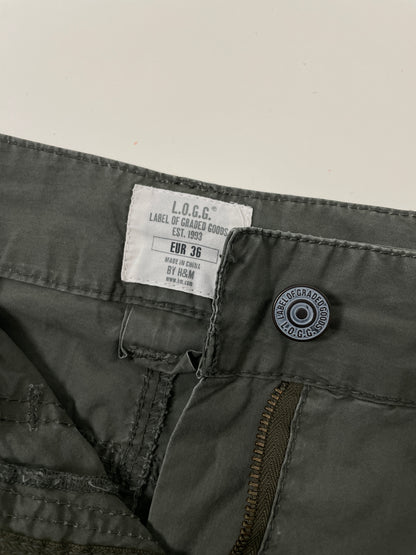 L.O.G.G.®
LABEL OF GRADED GOODS
EST. 1993
EUR 36
MADE IN CHINA
BY H&M
www.hm.com
LABEL OF GRADED GOODS
L.O.G.G.